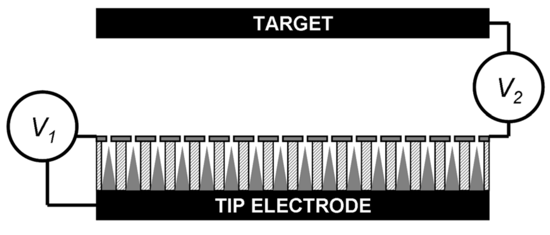 TARGET
V2
V1
TIP ELECTRODE